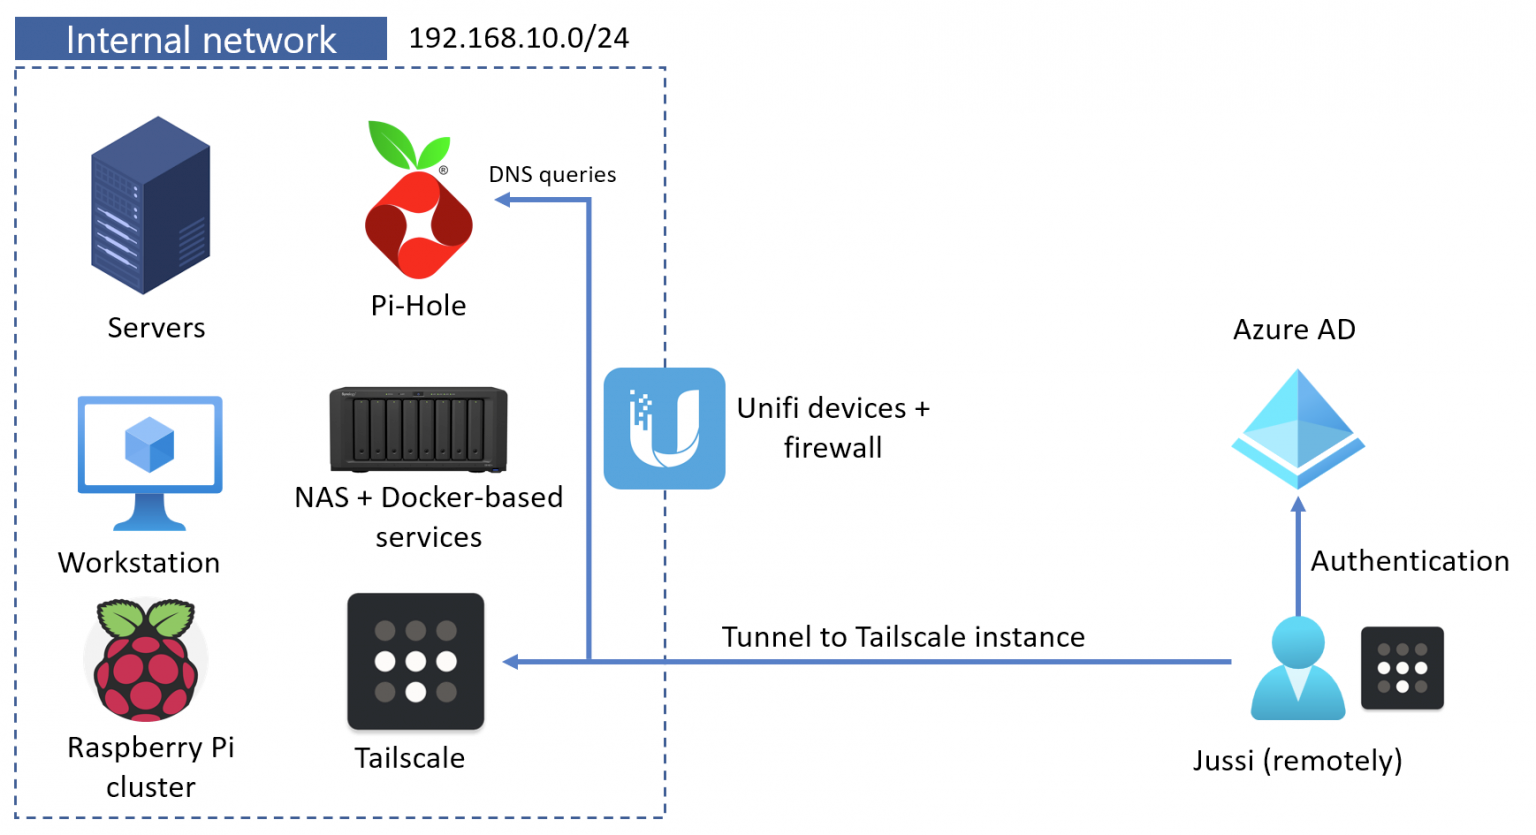 Internal network
192.168.10.0/24
DNS queries
®
Pi-Hole
Servers
Azure AD
Unifi devices +
firewall
NAS + Docker-based
services
Workstation
Authentication
Tunnel to Tailscale instance
Raspberry Pi
cluster
Tailscale
Jussi (remotely)